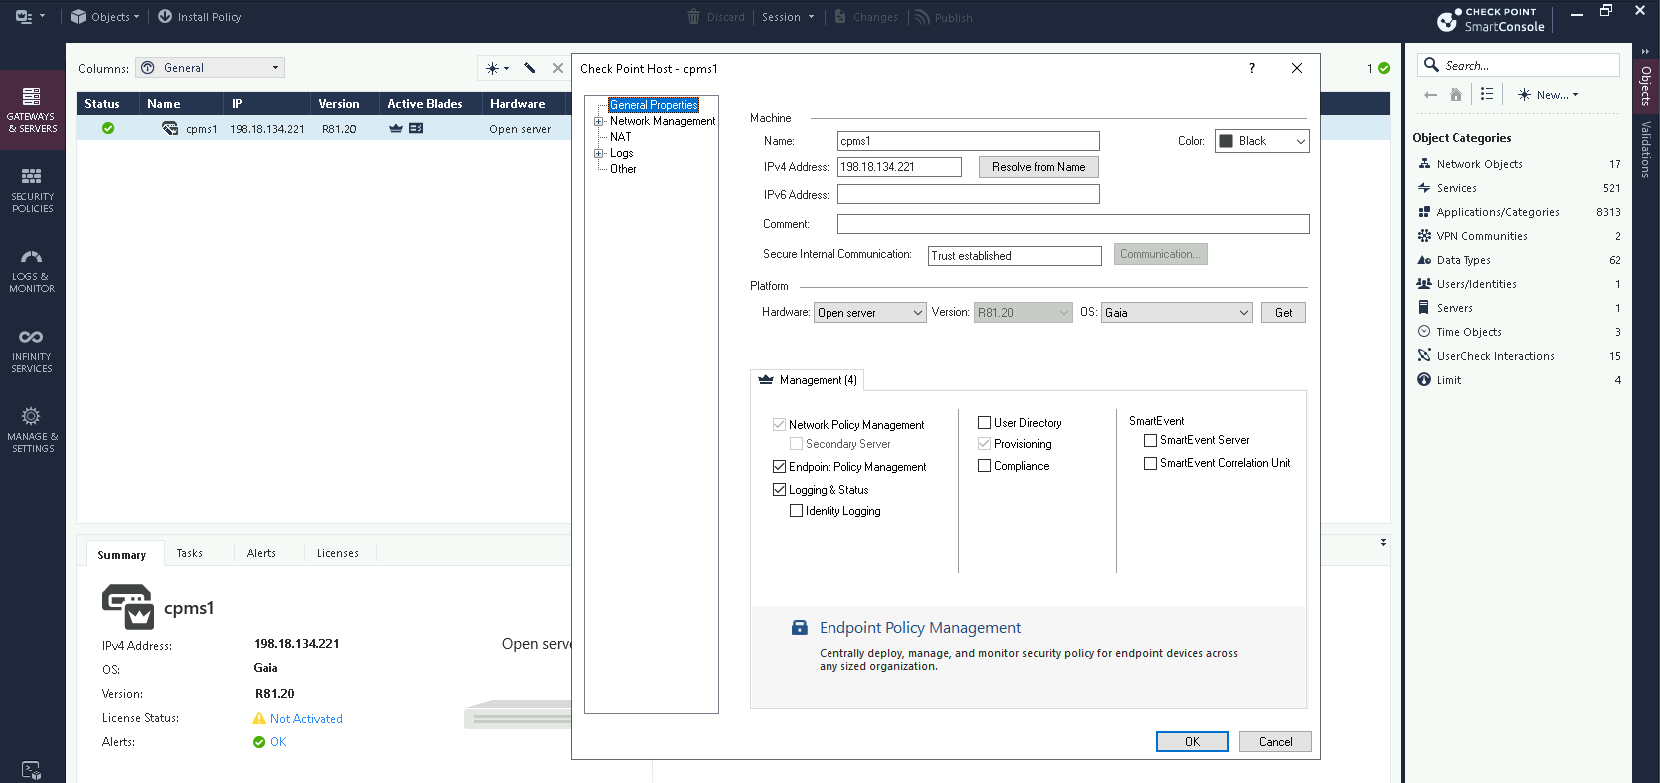 Objects
Install Policy
Discard
Session
Changes
Publish
CHECK POINT
SmartConsole
GATEWAYS
& SERVERS
SECURITY
POLICIES
LOGS &
MONITOR
INFINITY
SERVICES
MANAGE &
SETTINGS
Columns:
General
1
Status
Name
IP
Version
Active Blades
Hardware
cpms1
198.18.134.221
R81.20
Open server
Summary
Tasks
Alerts
Licenses
cpms1
IPv4 Address:
198.18.134.221
OS:
Gaia
Version:
R81.20
License Status:
Not Activated
Alerts:
OK
Open serve
Check Point Host - cpms1
?
General Properties
Network Management
NAT
Logs
Other
Machine
Name:
cpms1
Color:
Black
IPv4 Address:
198.18.134.221
Resolve from Name
IPv6 Address:
Comment:
Secure Internal Communication:
Trust established
Communication...
Platform
Hardware:
Open server
Version:
R81.20
OS:
Gaia
Get
Management (4)
Network Policy Management
Secondary Server
Endpoint Policy Management
Logging & Status
Identity Logging
User Directory
Provisioning
Compliance
SmartEvent
SmartEvent Server
SmartEvent Correlation Unit
Endpoint Policy Management
Centrally deploy, manage, and monitor security policy for endpoint devices across
any sized organization.
OK
Cancel
Search...
New...
Object Categories
Network Objects 17
Services 521
Applications/Categories 8313
VPN Communities 2
Data Types 62
Users/Identities 1
Servers 1
Time Objects 3
UserCheck Interactions 15
Limit 4
Objects
Validations